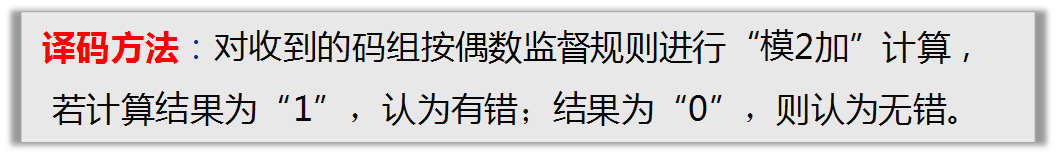 译码方法：对收到的码组按偶数监督规则进行“模2加”计算，
若计算结果为“1”，认为有错；结果为“0”，则认为无错。